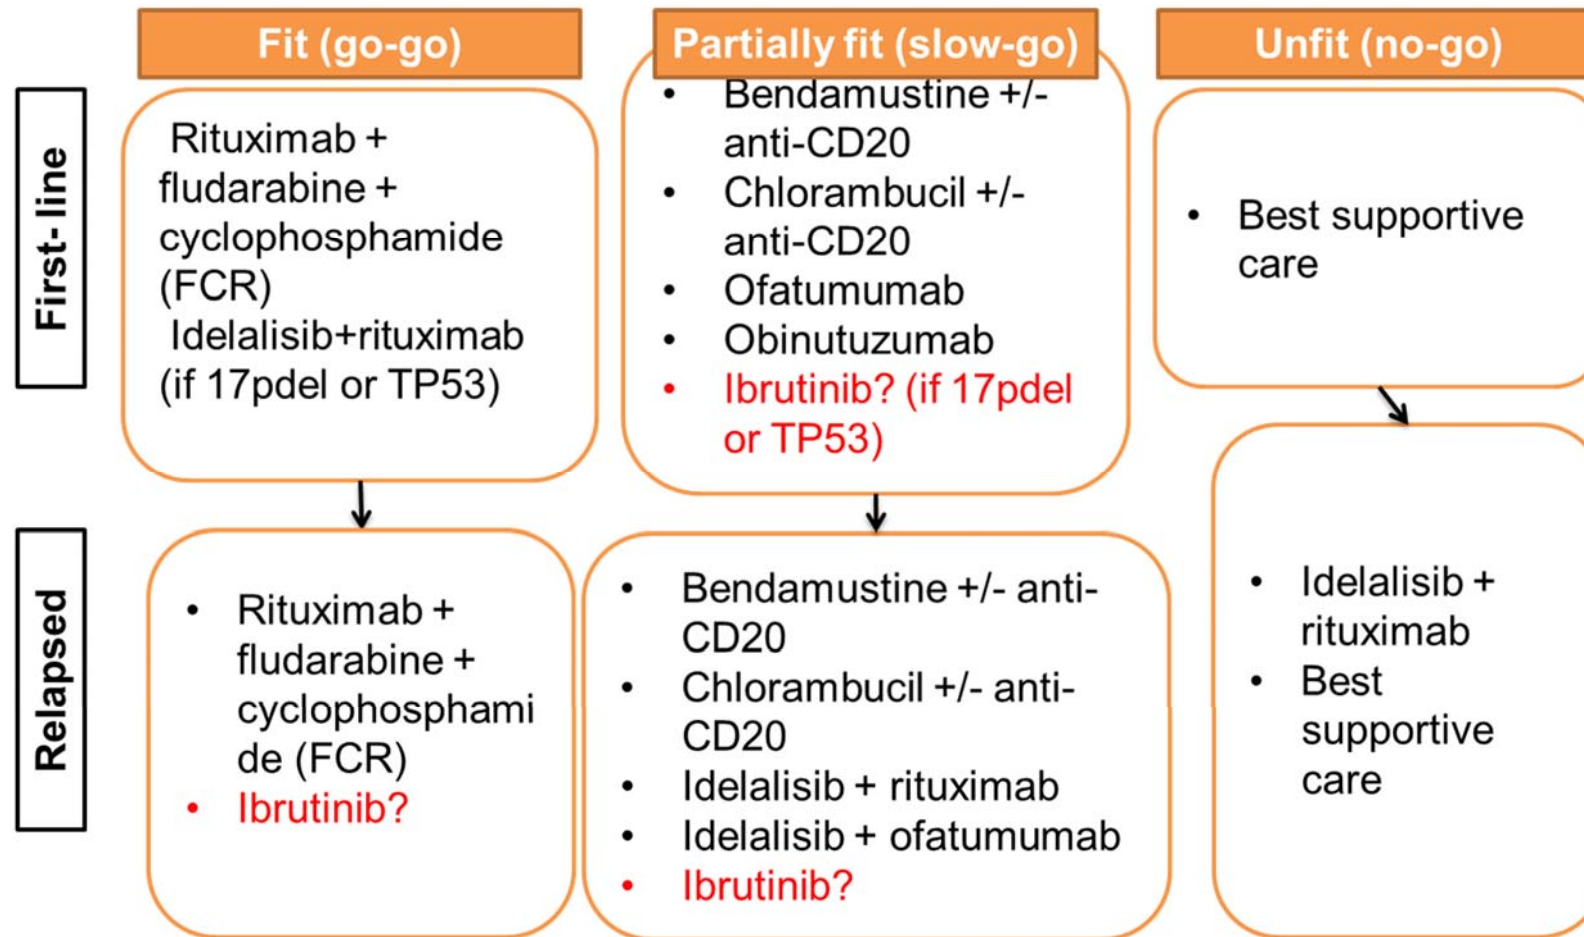 Fit (go-go)
Partially fit (slow-go)
Unfit (no-go)
First- line
Rituximab +
fludarabine +
cyclophosphamide
(FCR)
Idelalisib+rituximab
(if 17pdel or TP53)
• Bendamustine +/-
anti-CD20
• Chlorambucil +/-
anti-CD20
• Ofatumumab
• Obinutuzumab
• Ibrutinib? (if 17pdel
or TP53)
• Best supportive
care
Relapsed
• Rituximab +
fludarabine +
cyclophosphami
de (FCR)
• Ibrutinib?
• Bendamustine +/- anti-
CD20
• Chlorambucil +/- anti-
CD20
• Idelalisib + rituximab
• Idelalisib + ofatumumab
• Ibrutinib?
• Idelalisib +
rituximab
• Best
supportive
care